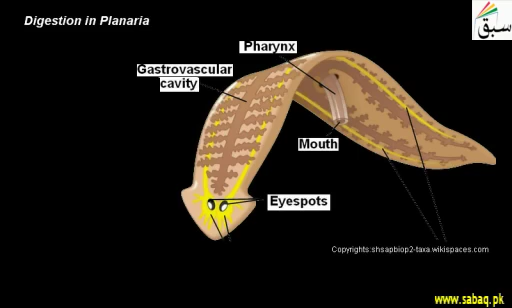 Digestion in Planaria
سبق
Pharynx
Gastrovascular
cavity
Mouth
Eyespots
Copyrights:shsapbiop2-taxa.wikispaces.com
www.sabaq.pk